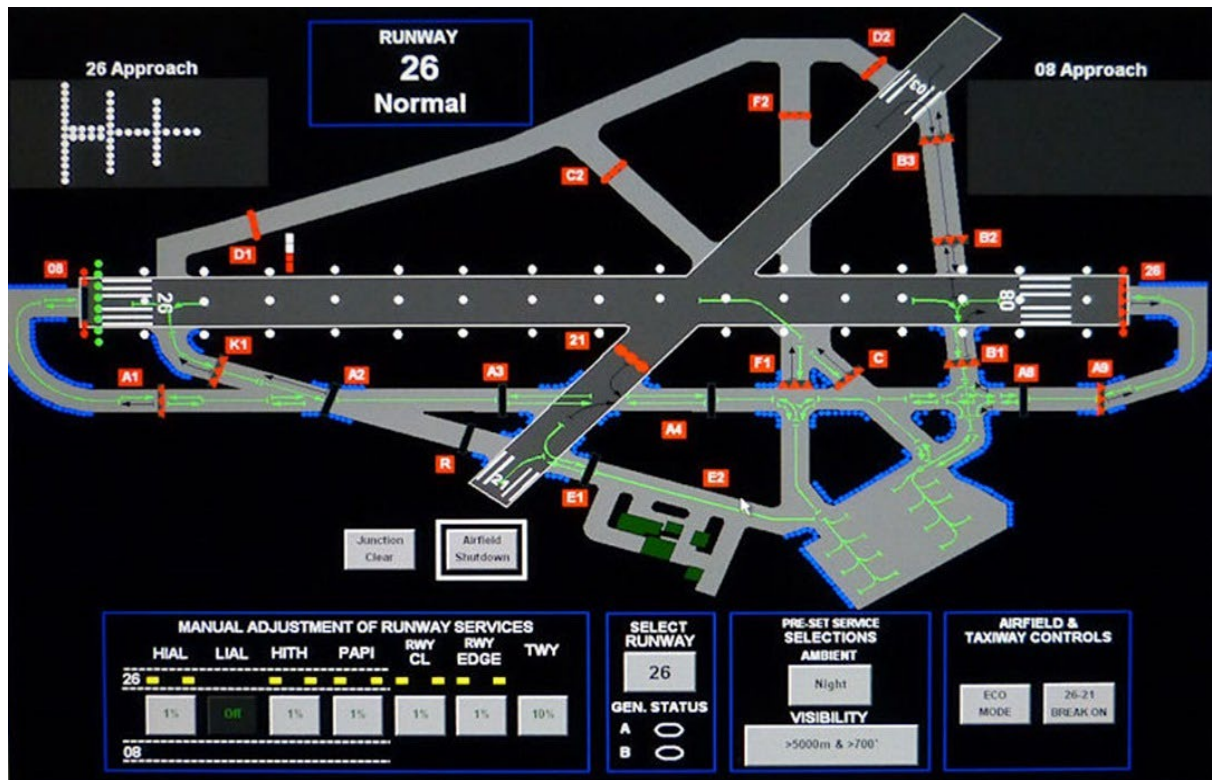 26 Approach
RUNWAY
26
Normal
08 Approach
D2
F2
03
B3
C2
D1
B2
08
26
26
80
K1
21
F1
C
B1
A1
A2
A3
A8
A9
A4
R
21
E1
E2
Junction
Clear
Airfield
Shutdown
MANUAL ADJUSTMENT OF RUNWAY SERVICES
HIAL LIAL HITH PAPI RWY CL RWY EDGE TWY
26
1% Off 1% 1% 1% 1% 10%
08
SELECT
RUNWAY
26
GEN. STATUS
A
B
PRE-SET SERVICE
SELECTIONS
AMBIENT
Night
VISIBILITY
>5000m & >700'
AIRFIELD &
TAXIWAY CONTROLS
ECO
MODE
26-21
BREAK ON